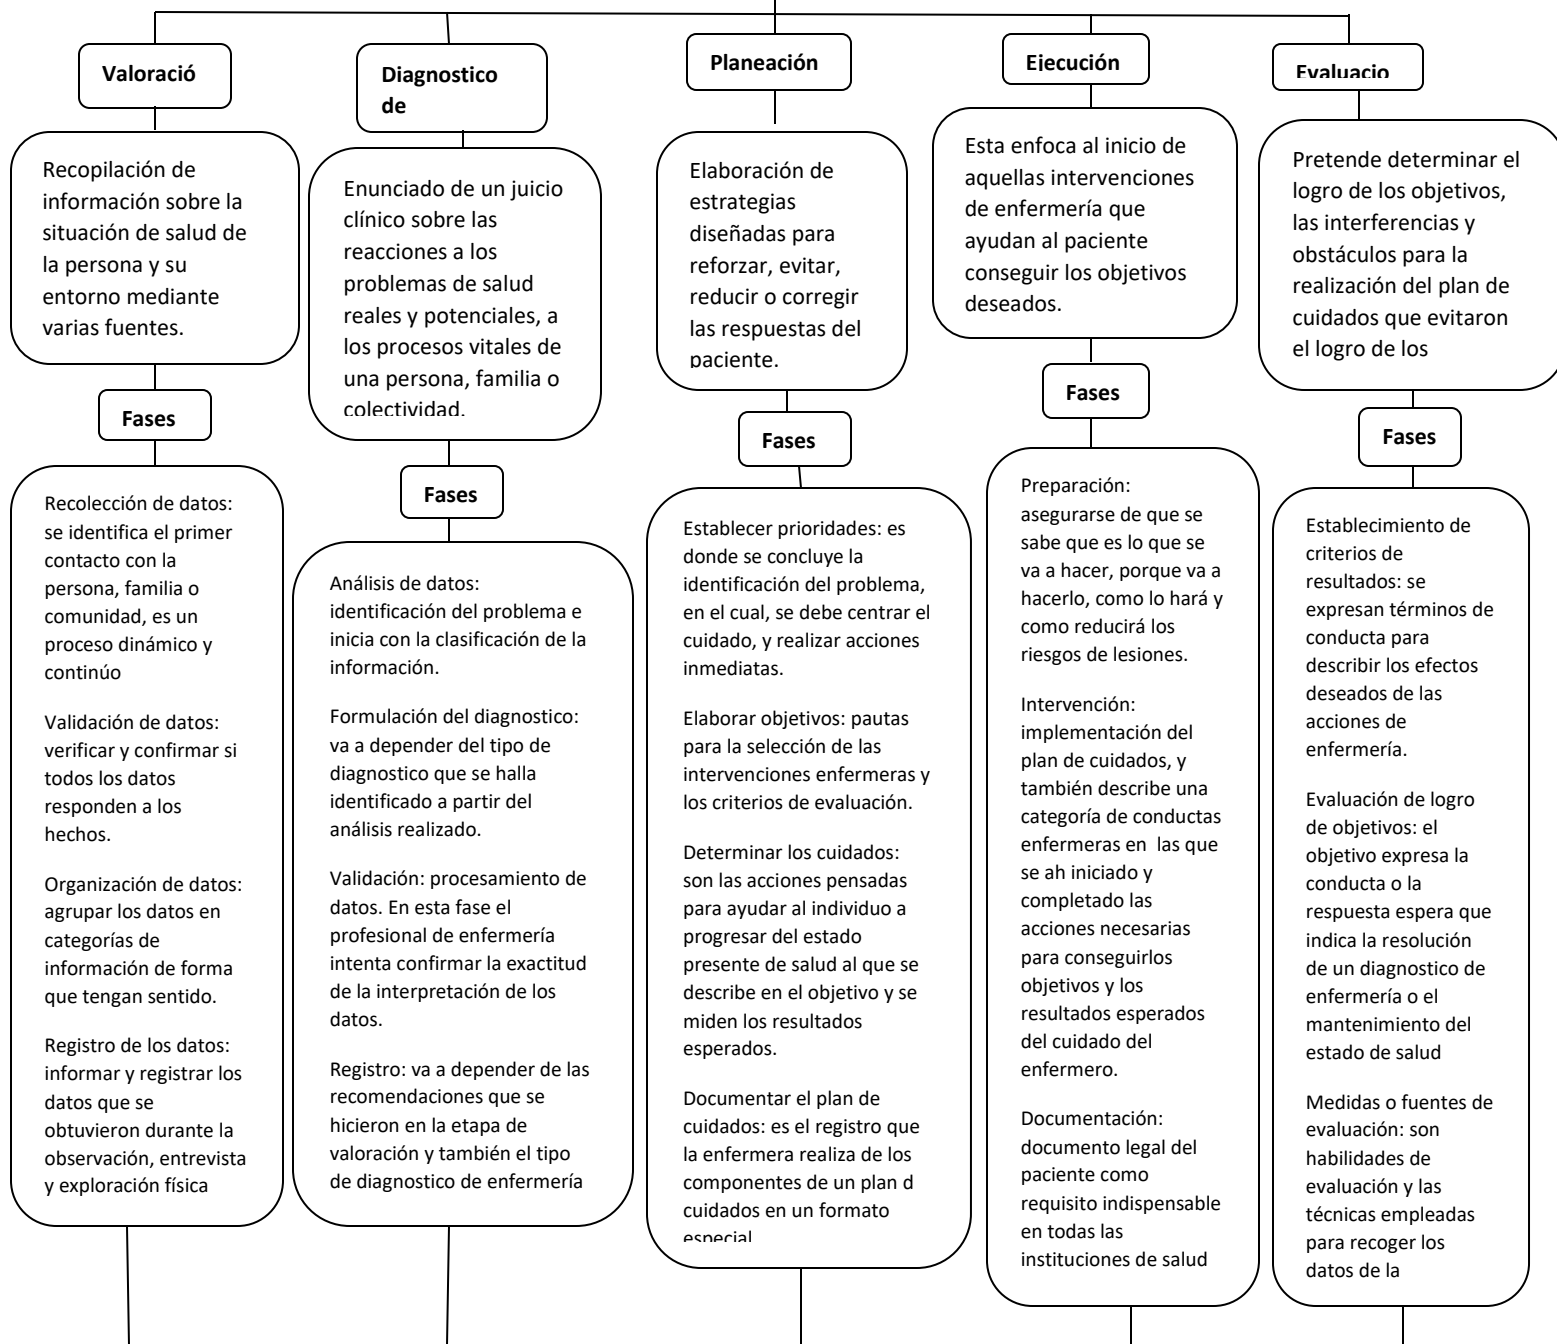 Valoració
Recopilación de
información sobre la
situación de salud de
la persona y su
entorno mediante
varias fuentes.
Fases
Recolección de datos:
se identifica el primer
contacto con la
persona, familia o
comunidad, es un
proceso dinámico y
continúo
Validación de datos:
verificar y confirmar si
todos los datos
responden a los
hechos.
Organización de datos:
agrupar los datos en
categorías de
información de forma
que tengan sentido.
Registro de los datos:
informar y registrar los
datos que se
obtuvieron durante la
observación, entrevista
y exploración física
Diagnostico
de
Enunciado de un juicio
clínico sobre las
reacciones a los
problemas de salud
reales y potenciales, a
los procesos vitales de
una persona, familia o
colectividad.
Fases
Análisis de datos:
identificación del problema e
inicia con la clasificación de la
información.
Formulación del diagnostico:
va a depender del tipo de
diagnostico que se halla
identificado a partir del
análisis realizado.
Validación: procesamiento de
datos. En esta fase el
profesional de enfermería
intenta confirmar la exactitud
de la interpretación de los
datos.
Registro: va a depender de las
recomendaciones que se
hicieron en la etapa de
valoración y también el tipo
de diagnostico de enfermería
Planeación
Elaboración de
estrategias
diseñadas para
reforzar, evitar,
reducir o corregir
las respuestas del
paciente.
Fases
Establecer prioridades: es
donde se concluye la
identificación del problema,
en el cual, se debe centrar el
cuidado, y realizar acciones
inmediatas.
Elaborar objetivos: pautas
para la selección de las
intervenciones enfermeras y
los criterios de evaluación.
Determinar los cuidados:
son las acciones pensadas
para ayudar al individuo a
progresar del estado
presente de salud al que se
describe en el objetivo y se
miden los resultados
esperados.
Documentar el plan de
cuidados: es el registro que
la enfermera realiza de los
componentes de un plan d
cuidados en un formato
especial
Ejecución
Esta enfoca al inicio de
aquellas intervenciones
de enfermería que
ayudan al paciente
conseguir los objetivos
deseados.
Fases
Preparación:
asegurarse de que se
sabe que es lo que se
va a hacer, porque va a
hacerlo, como lo hará y
como reducirá los
riesgos de lesiones.
Intervención:
implementación del
plan de cuidados, y
también describe una
categoría de conductas
enfermeras en  las que
se ah iniciado y
completado las
acciones necesarias
para conseguirlos
objetivos y los
resultados esperados
del cuidado del
enfermero.
Documentación:
documento legal del
paciente como
requisito indispensable
en todas las
instituciones de salud
Evaluacio
Pretende determinar el
logro de los objetivos,
las interferencias y
obstáculos para la
realización del plan de
cuidados que evitaron
el logro de los
Fases
Establecimiento de
criterios de
resultados: se
expresan términos de
conducta para
describir los efectos
deseados de las
acciones de
enfermería.
Evaluación de logro
de objetivos: el
objetivo expresa la
conducta o la
respuesta espera que
indica la resolución
de un diagnostico de
enfermería o el
mantenimiento del
estado de salud
Medidas o fuentes de
evaluación: son
habilidades de
evaluación y las
técnicas empleadas
para recoger los
datos de la